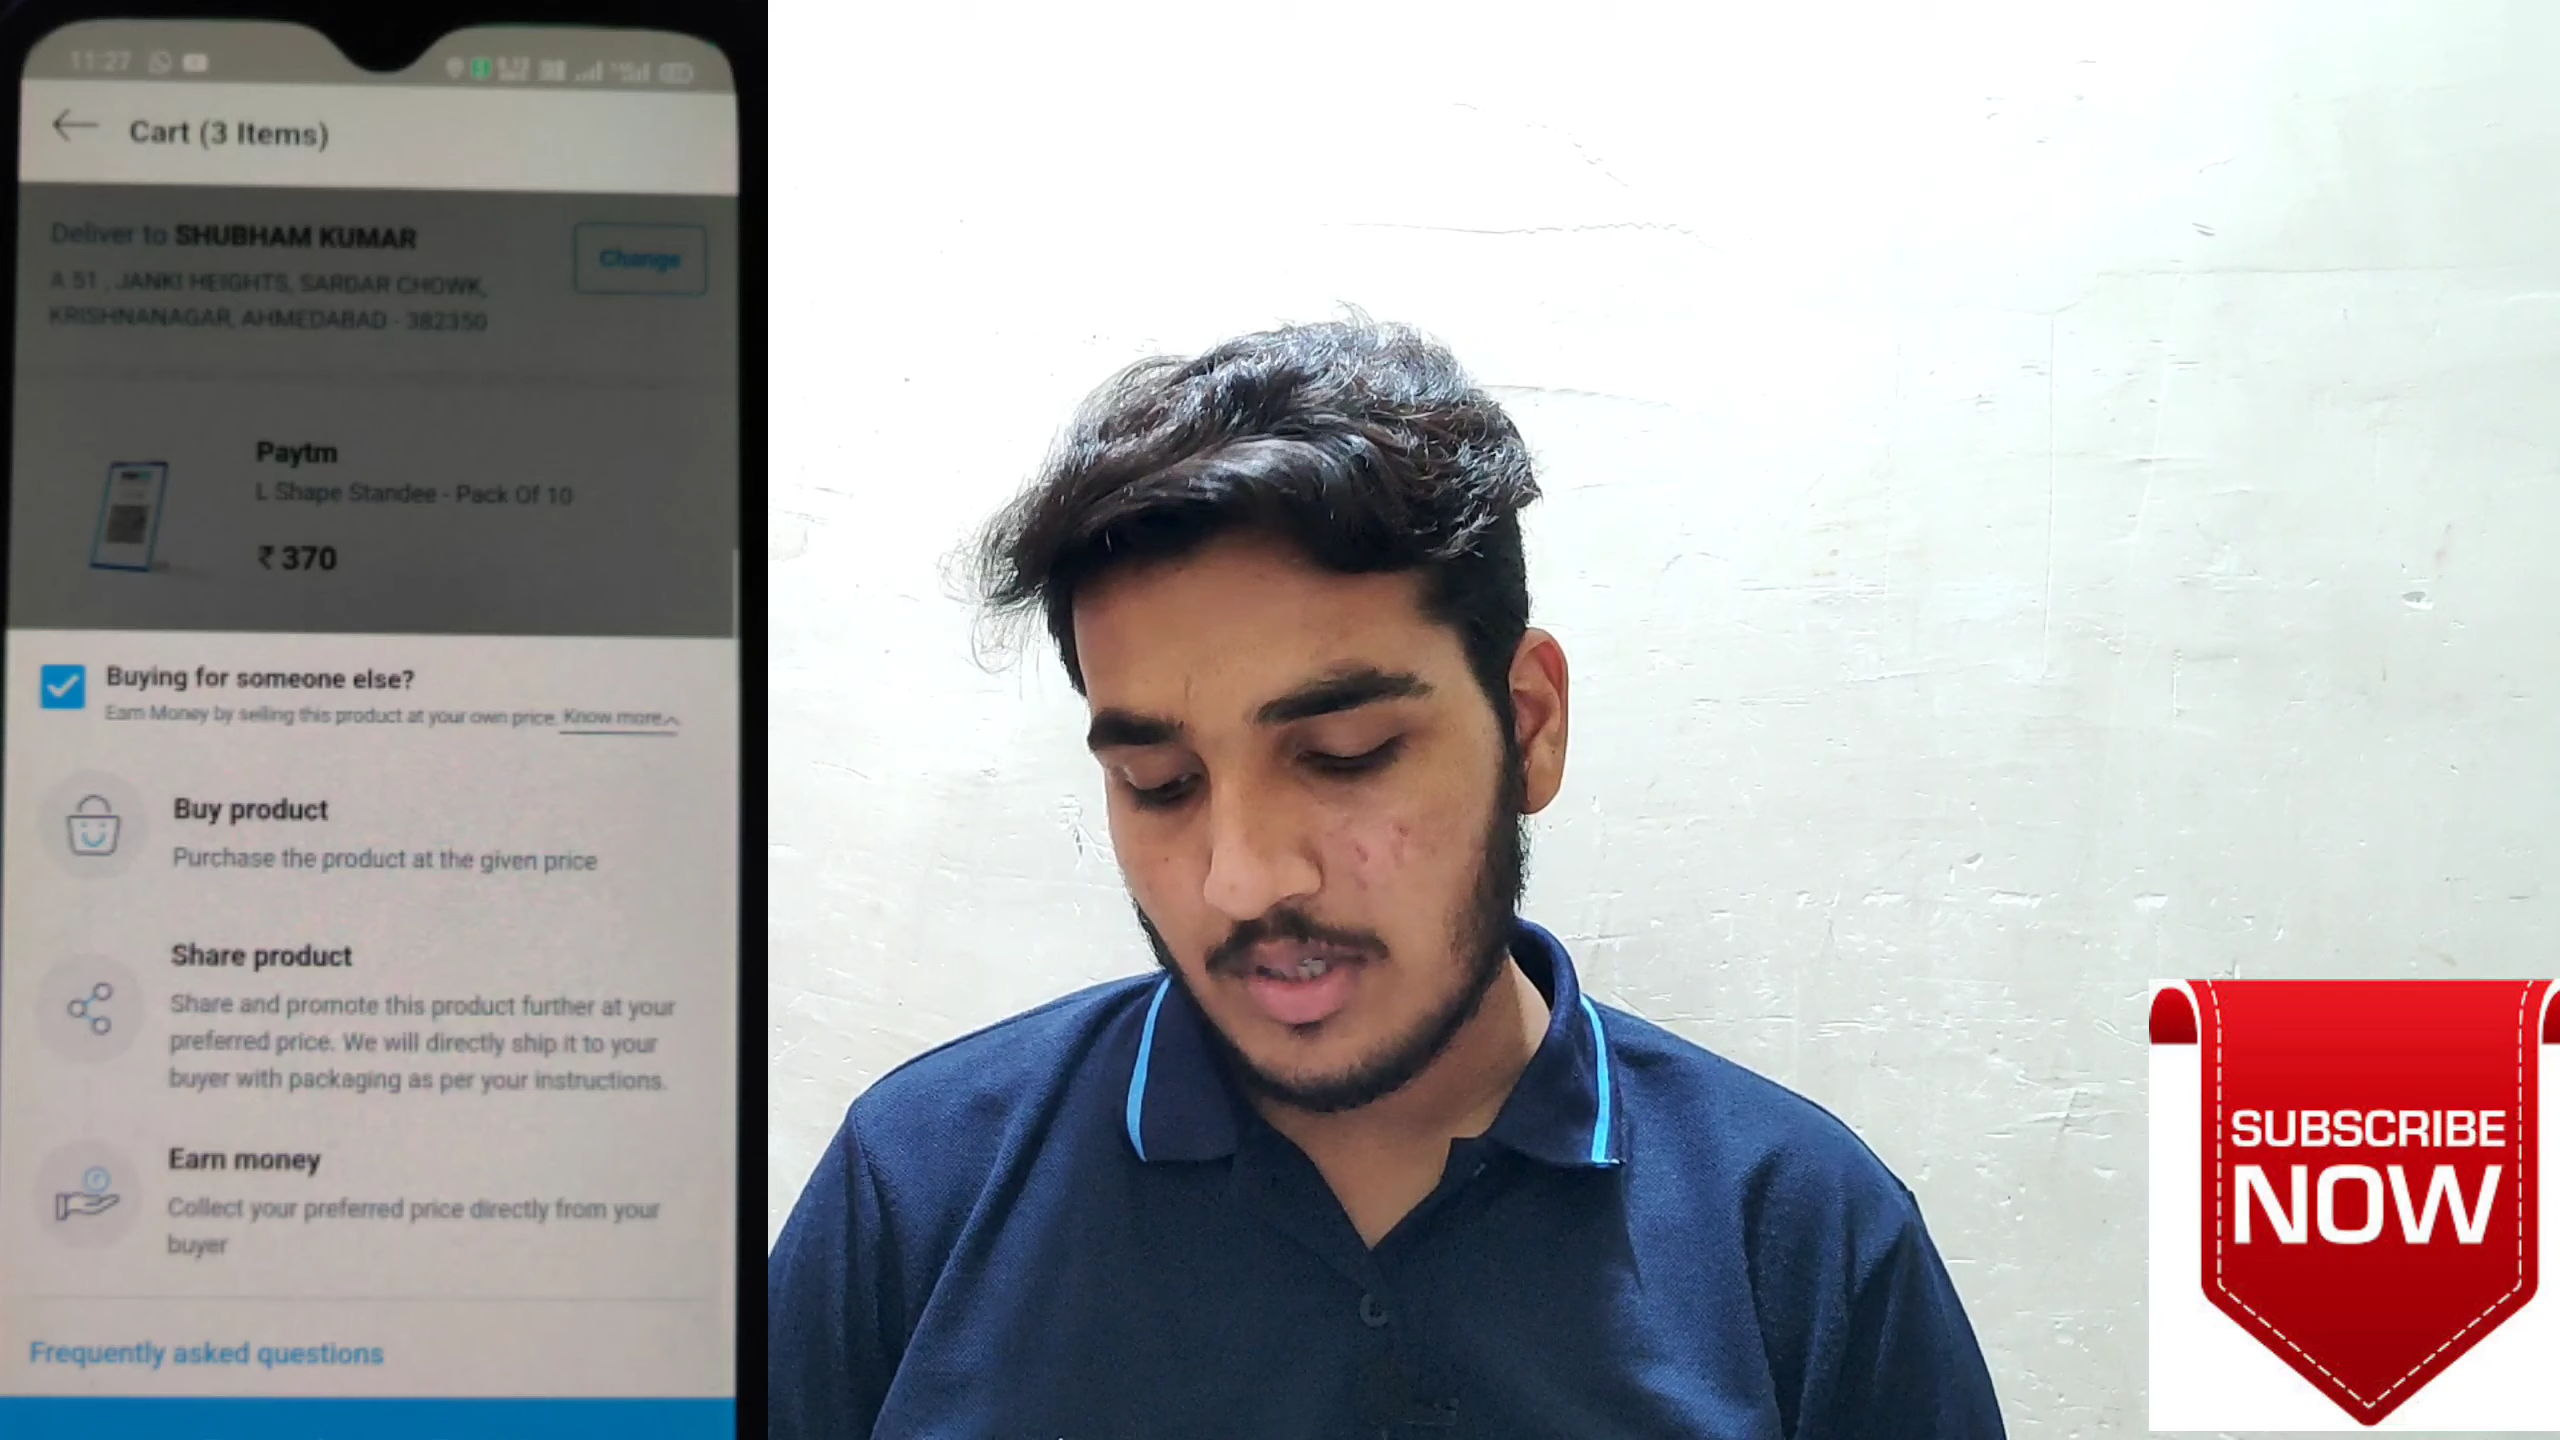 11:27
Cart (3 Items)
Deliver to SHUBHAM KUMAR
Change
A 51 , JANKI HEIGHTS, SARDAR CHOWK,
KRISHNANAGAR, AHMEDABAD - 382350
Paytm
L Shape Standee - Pack Of 10
₹ 370
Buying for someone else?
Earn Money by selling this product at your own price. Know more
Buy product
Purchase the product at the given price
Share product
Share and promote this product further at your
preferred price. We will directly ship it to your
buyer with packaging as per your instructions.
Earn money
Collect your preferred price directly from your
buyer
Frequently asked questions
SUBSCRIBE
NOW